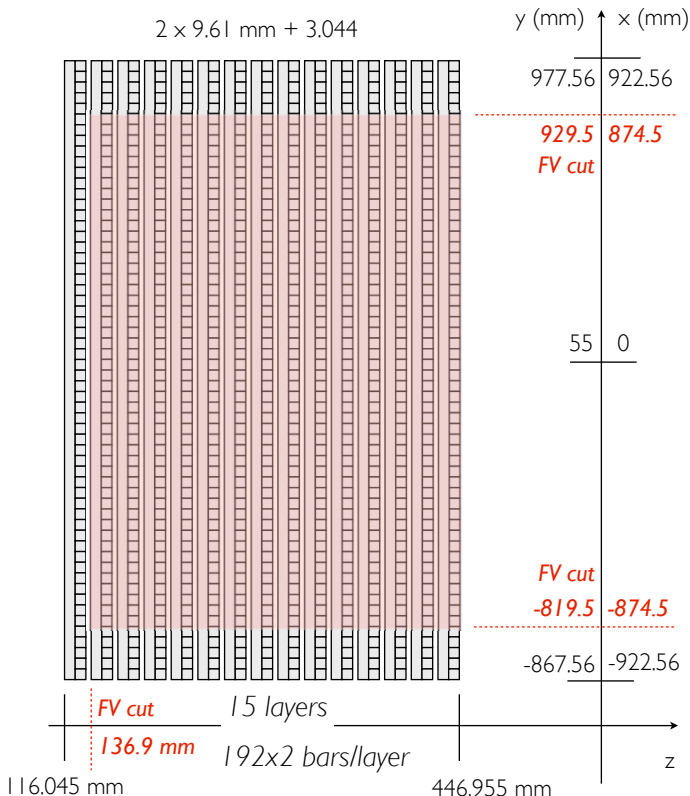 y (mm) x (mm)
2 x 9.61 mm + 3.044
977.56 922.56
929.5 874.5
FV cut
55 0
FV cut
-819.5 -874.5
-867.56 -922.56
FV cut 15 layers
136.9 mm 192x2 bars/layer
z
116.045 mm 446.955 mm